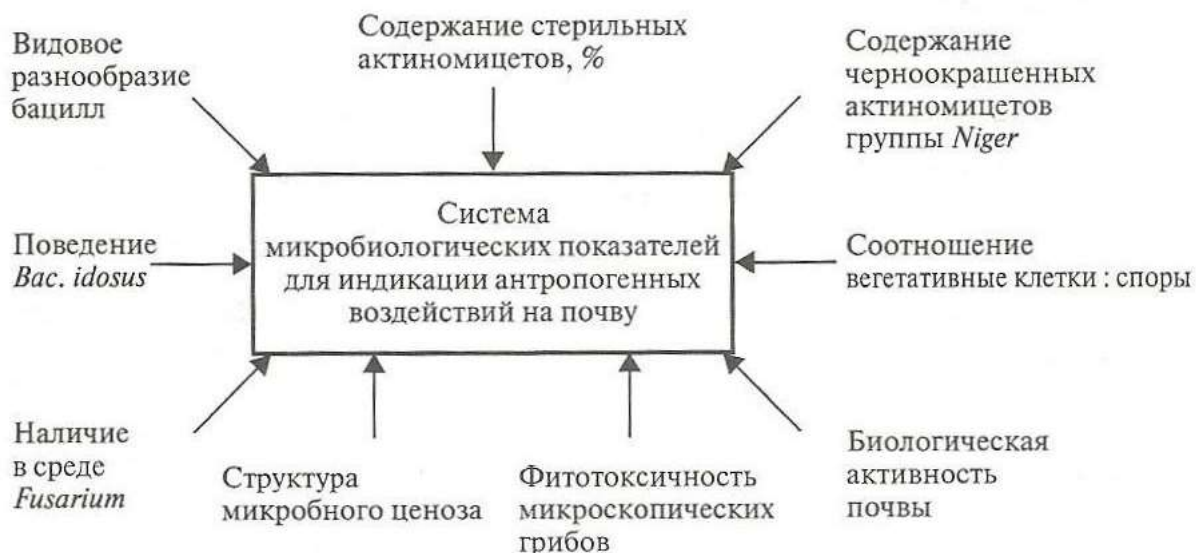 Видовое
разнообразие
бацилл
Содержание стерильных
актиномицетов, %
Содержание
черноокрашенных
актиномицетов
группы Niger
Поведение
Bac. idosus
Система
микробиологических показателей
для индикации антропогенных
воздействий на почву
Соотношение
вегетативные клетки : споры
Наличие
в среде
Fusarium
Структура
микробного ценоза
Фитотоксичность
микроскопических
грибов
Биологическая
активность
почвы